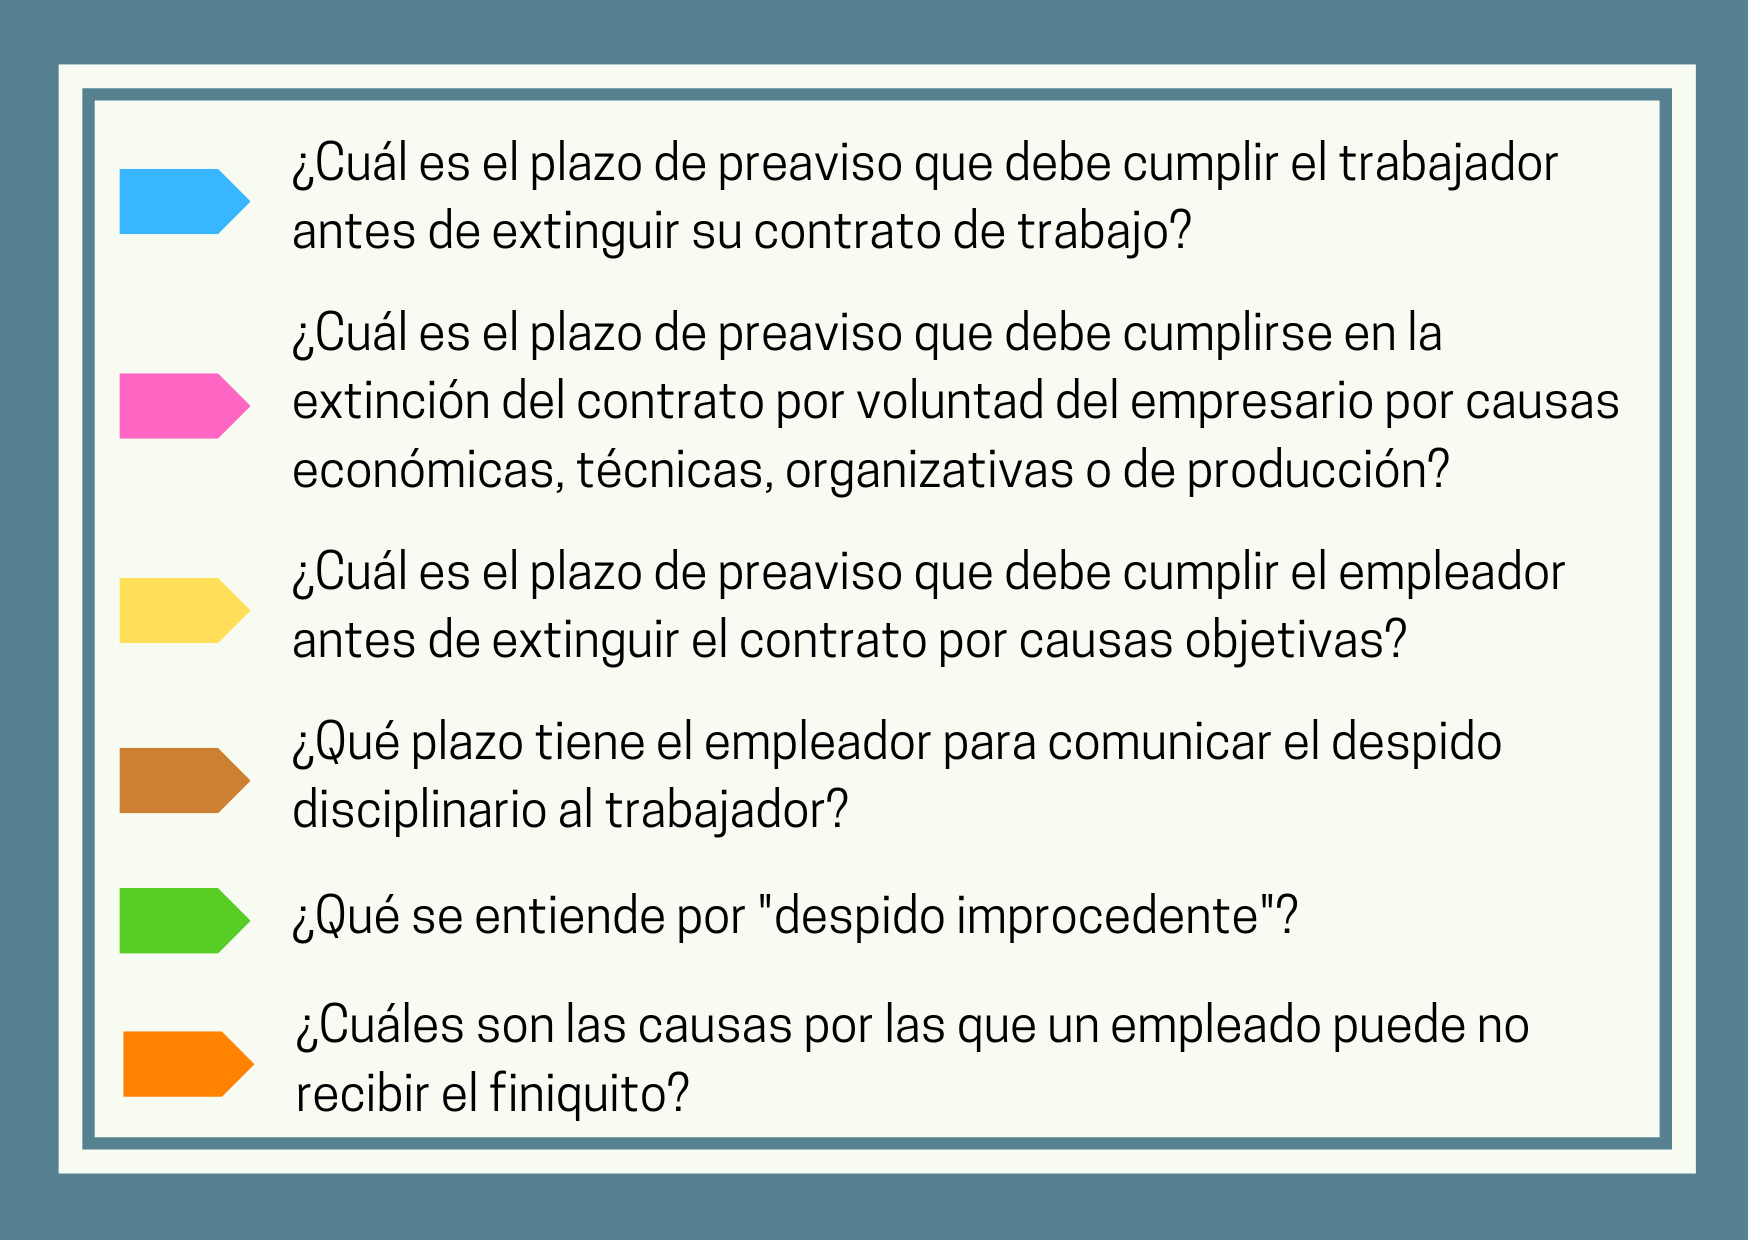 ¿Cuál es el plazo de preaviso que debe cumplir el trabajador
antes de extinguir su contrato de trabajo?
¿Cuál es el plazo de preaviso que debe cumplirse en la
extinción del contrato por voluntad del empresario por causas
económicas, técnicas, organizativas o de producción?
¿Cuál es el plazo de preaviso que debe cumplir el empleador
antes de extinguir el contrato por causas objetivas?
¿Qué plazo tiene el empleador para comunicar el despido
disciplinario al trabajador?
¿Qué se entiende por "despido improcedente"?
¿Cuáles son las causas por las que un empleado puede no
recibir el finiquito?